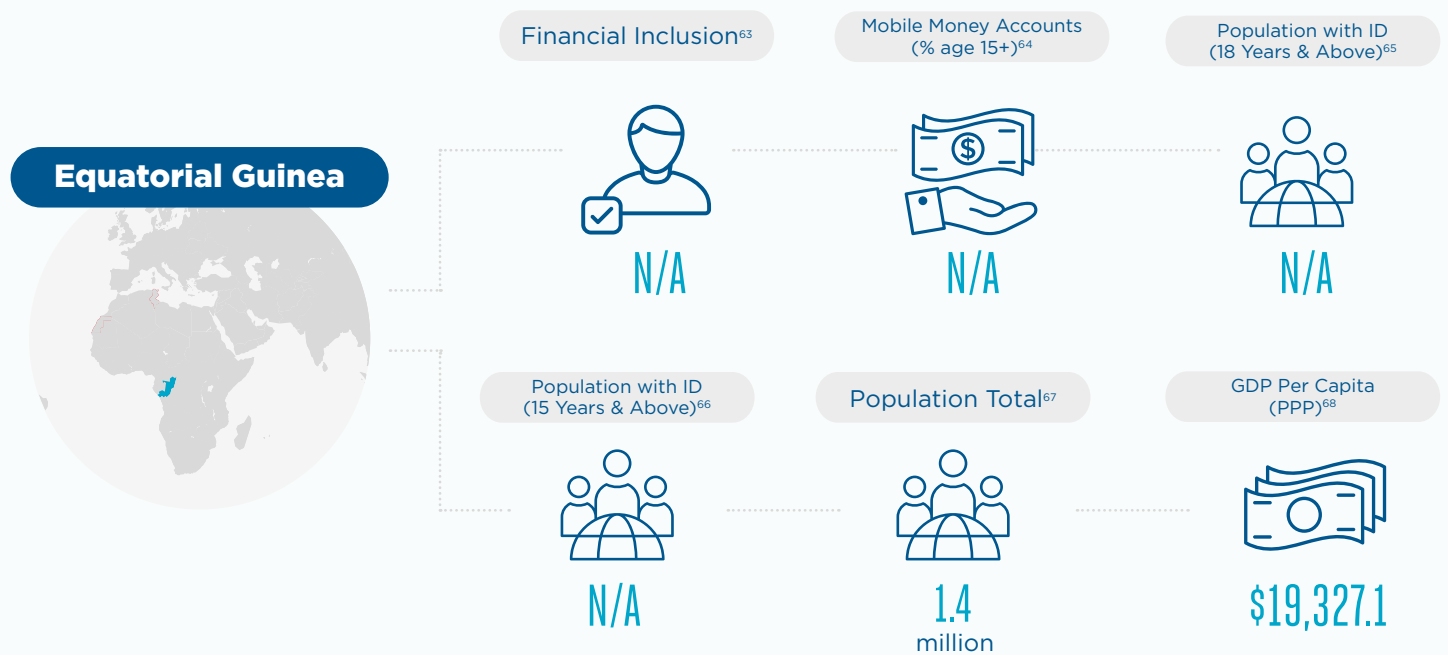 Equatorial Guinea
Financial Inclusion⁶³
N/A
Mobile Money Accounts
(% age 15+)⁶⁴
$
N/A
Population with ID
(18 Years & Above)⁶⁵
N/A
Population with ID
(15 Years & Above)⁶⁶
N/A
Population Total⁶⁷
1.4
million
GDP Per Capita
(PPP)⁶⁸
$19,327.1